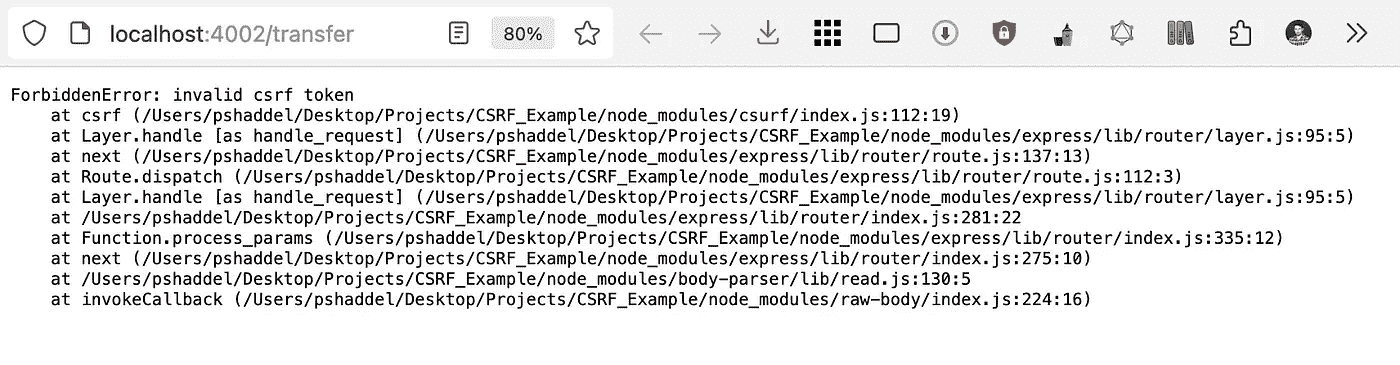 localhost:4002/transfer
80%
ForbiddenError: invalid csrf token
    at csrf (/Users/pshaddel/Desktop/Projects/CSRF_Example/node_modules/csurf/index.js:112:19)
    at Layer.handle [as handle_request] (/Users/pshaddel/Desktop/Projects/CSRF_Example/node_modules/express/lib/router/layer.js:95:5)
    at next (/Users/pshaddel/Desktop/Projects/CSRF_Example/node_modules/express/lib/router/route.js:137:13)
    at Route.dispatch (/Users/pshaddel/Desktop/Projects/CSRF_Example/node_modules/express/lib/router/route.js:112:3)
    at Layer.handle [as handle_request] (/Users/pshaddel/Desktop/Projects/CSRF_Example/node_modules/express/lib/router/layer.js:95:5)
    at /Users/pshaddel/Desktop/Projects/CSRF_Example/node_modules/express/lib/router/index.js:281:22
    at Function.process_params (/Users/pshaddel/Desktop/Projects/CSRF_Example/node_modules/express/lib/router/index.js:335:12)
    at next (/Users/pshaddel/Desktop/Projects/CSRF_Example/node_modules/express/lib/router/index.js:275:10)
    at /Users/pshaddel/Desktop/Projects/CSRF_Example/node_modules/body-parser/lib/read.js:130:5
    at invokeCallback (/Users/pshaddel/Desktop/Projects/CSRF_Example/node_modules/raw-body/index.js:224:16)